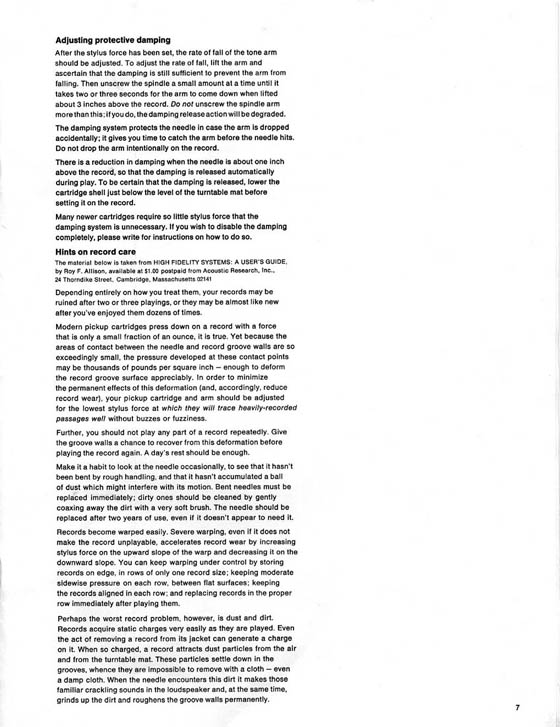 Adjusting protective damping
After the stylus force has been set, the rate of fall of the tone arm
should be adjusted. To adjust the rate of fall, lift the arm and
ascertain that the damping is still sufficient to prevent the arm from
falling. Then unscrew the spindle a small amount at a time until it
takes two or three seconds for the arm to come down when lifted
about 3 inches above the record. Do not unscrew the spindle arm
more than this; if you do, the damping release action will be degraded.
The damping system protects the needle in case the arm is dropped
accidentally; it gives you time to catch the arm before the needle hits.
Do not drop the arm intentionally on the record.
There is a reduction in damping when the needle is about one inch
above the record, so that the damping is released automatically
during play. To be certain that the damping is released, lower the
cartridge shell just below the level of the turntable mat before
setting it on the record.
Many newer cartridges require so little stylus force that the
damping system is unnecessary. If you wish to disable the damping
completely, please write for instructions on how to do so.
Hints on record care
The material below is taken from HIGH FIDELITY SYSTEMS: A USER'S GUIDE,
by Roy F. Allison, available at $1.00 postpaid from Acoustic Research, Inc.,
24 Thorndike Street, Cambridge, Massachusetts 02141
Depending entirely on how you treat them, your records may be
ruined after two or three playings, or they may be almost like new
after you've enjoyed them dozens of times.
Modern pickup cartridges press down on a record with a force
that is only a small fraction of an ounce, it is true. Yet because the
areas of contact between the needle and record groove walls are so
exceedingly small, the pressure developed at these contact points
may be thousands of pounds per square inch — enough to deform
the record groove surface appreciably. In order to minimize
the permanent effects of this deformation (and, accordingly, reduce
record wear), your pickup cartridge and arm should be adjusted
for the lowest stylus force at which they will trace heavily-recorded
passages well without buzzes or fuzziness.
Further, you should not play any part of a record repeatedly. Give
the groove walls a chance to recover from this deformation before
playing the record again. A day's rest should be enough.
Make it a habit to look at the needle occasionally, to see that it hasn't
been bent by rough handling, and that it hasn't accumulated a ball
of dust which might interfere with its motion. Bent needles must be
replaced immediately; dirty ones should be cleaned by gently
coaxing away the dirt with a very soft brush. The needle should be
replaced after two years of use, even if it doesn't appear to need it.
Records become warped easily. Severe warping, even if it does not
make the record unplayable, accelerates record wear by increasing
stylus force on the upward slope of the warp and decreasing it on the
downward slope. You can keep warping under control by storing
records on edge, in rows of only one record size; keeping moderate
sidewise pressure on each row, between flat surfaces; keeping
the records aligned in each row; and replacing records in the proper
row immediately after playing them.
Perhaps the worst record problem, however, is dust and dirt.
Records acquire static charges very easily as they are played. Even
the act of removing a record from its jacket can generate a charge
on it. When so charged, a record attracts dust particles from the air
and from the turntable mat. These particles settle down in the
grooves, whence they are impossible to remove with a cloth — even
a damp cloth. When the needle encounters this dirt it makes those
familiar crackling sounds in the loudspeaker and, at the same time,
grinds up the dirt and roughens the groove walls permanently.
7